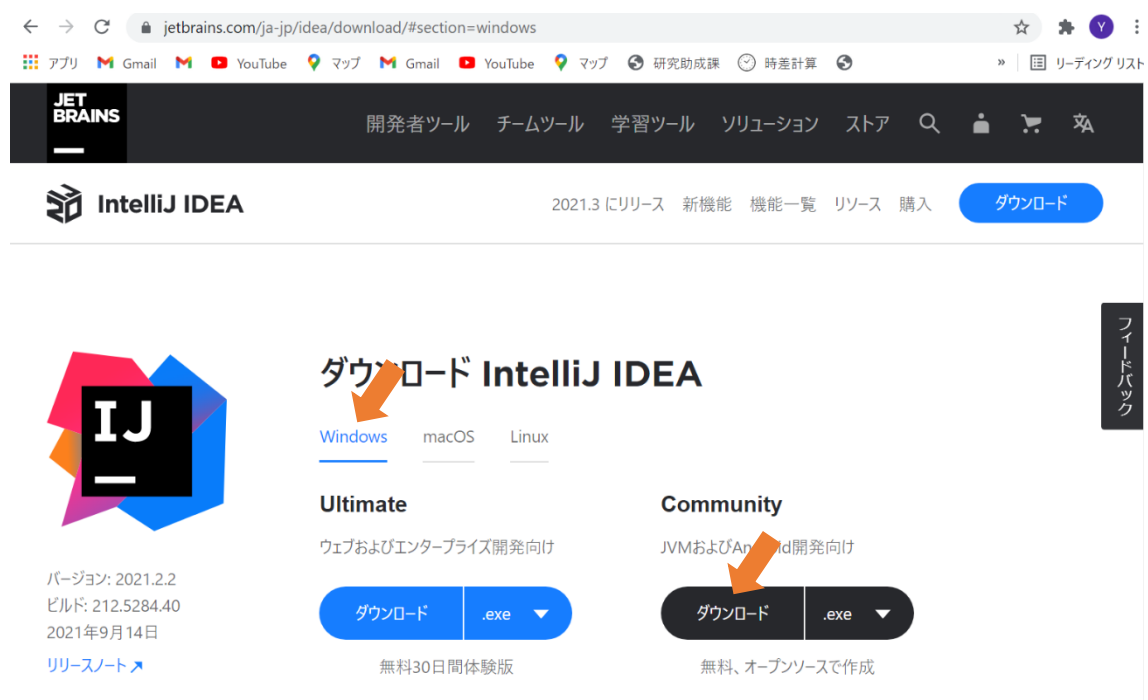 jetbrains.com/ja-jp/idea/download/#section=windows
Y
アプリ Gmail YouTube マップ Gmail YouTube マップ 研究助成課 時差計算 » リーディング リスト
JET
BRAINS
開発者ツール チームツール 学習ツール ソリューション ストア
IntelliJ IDEA
2021.3 にリリース 新機能 機能一覧 リソース 購入 ダウンロード
フィードバック
IJ
ダウンロード IntelliJ IDEA
Windows macOS Linux
Ultimate
ウェブおよびエンタープライズ開発向け
ダウンロード .exe
無料30日間体験版
Community
JVMおよびAndroid開発向け
ダウンロード .exe
無料、オープンソースで作成
バージョン: 2021.2.2
ビルド: 212.5284.40
2021年9月14日
リリースノート